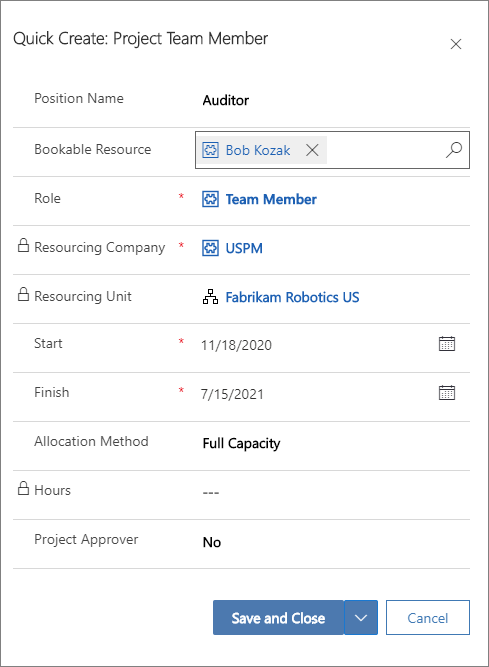 Quick Create: Project Team Member
Position Name Auditor
Bookable Resource Bob Kozak
Role * Team Member
Resourcing Company * USPM
Resourcing Unit Fabrikam Robotics US
Start * 11/18/2020
Finish * 7/15/2021
Allocation Method Full Capacity
Hours ---
Project Approver No
Save and Close Cancel